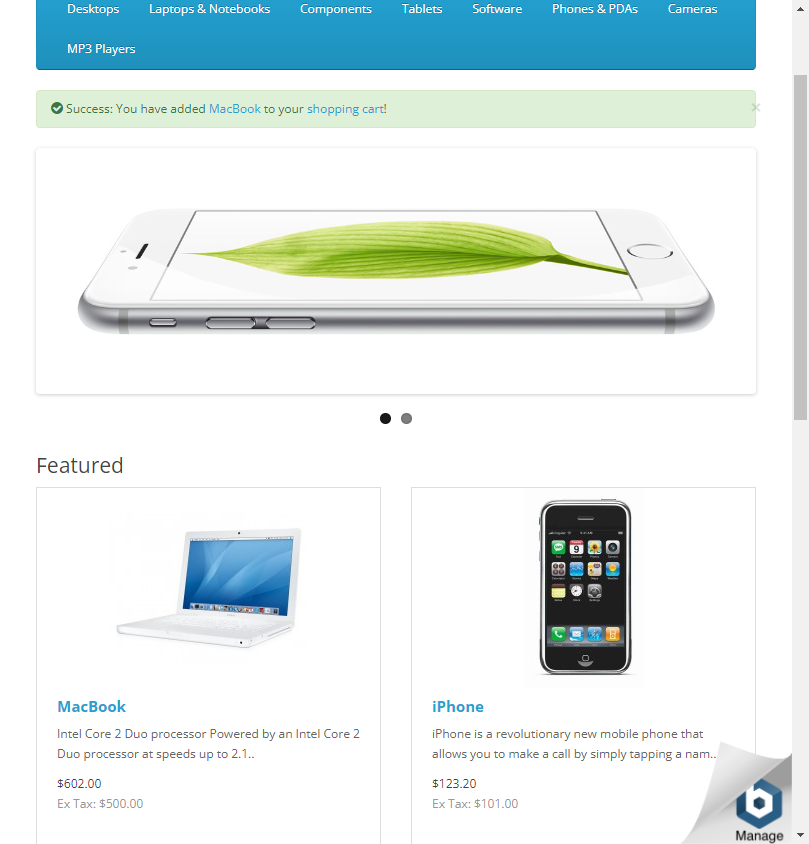 Desktops Laptops & Notebooks Components Tablets Software Phones & PDAs Cameras
MP3 Players
Success: You have added MacBook to your shopping cart!
×
Featured
MacBook
Intel Core 2 Duo processor Powered by an Intel Core 2
Duo processor at speeds up to 2.1..
$602.00
Ex Tax: $500.00
iPhone
iPhone is a revolutionary new mobile phone that
allows you to make a call by simply tapping a nam..
$123.20
Ex Tax: $101.00
Manage